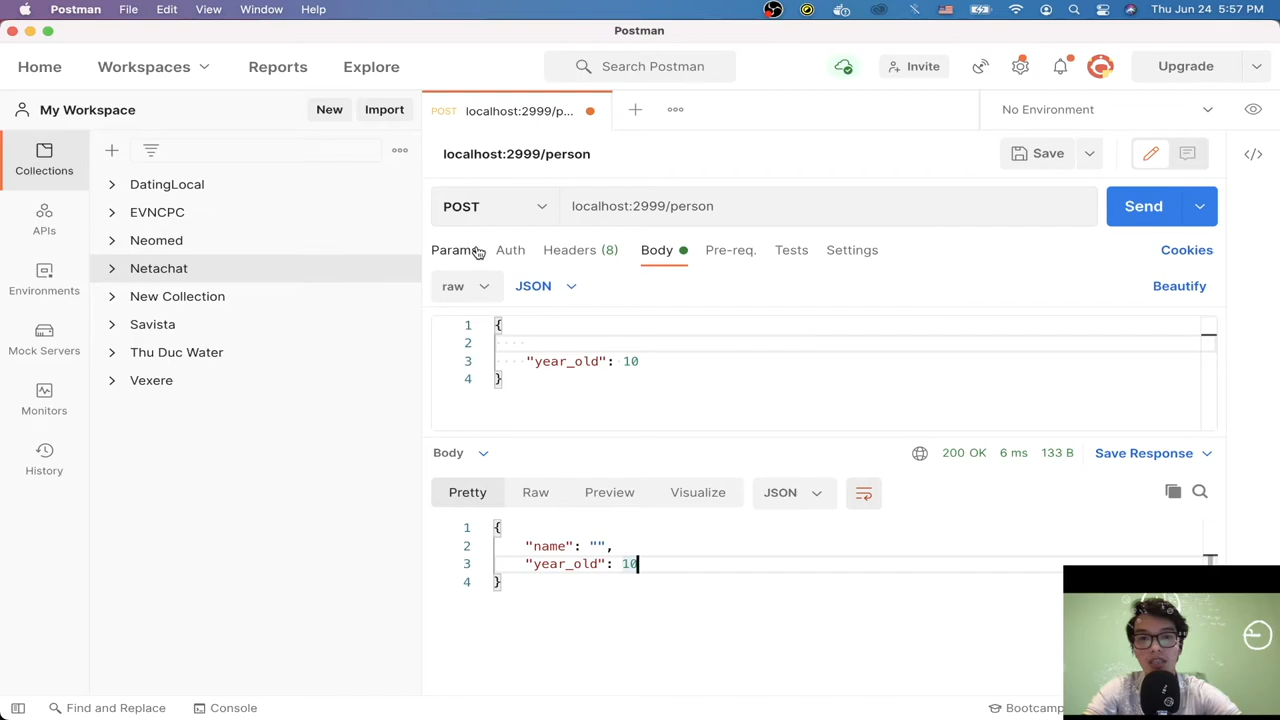 Postman File Edit View Window Help Thu Jun 24 5:57 PM
Postman
Home Workspaces Reports Explore Search Postman Invite Upgrade
My Workspace New Import
POST localhost:2999/p... No Environment
Collections
APIs
Environments
Mock Servers
Monitors
History
DatingLocal
EVNCPC
Neomed
Netachat
New Collection
Savista
Thu Duc Water
Vexere
localhost:2999/person Save
POST localhost:2999/person Send
Params Auth Headers (8) Body Pre-req. Tests Settings Cookies
raw JSON Beautify
1 {
2
3 "year_old": 10
4 }
Body 200 OK 6 ms 133 B Save Response
Pretty Raw Preview Visualize JSON
1 {
2 "name": "",
3 "year_old": 10
4 }
Find and Replace Console Bootcamp